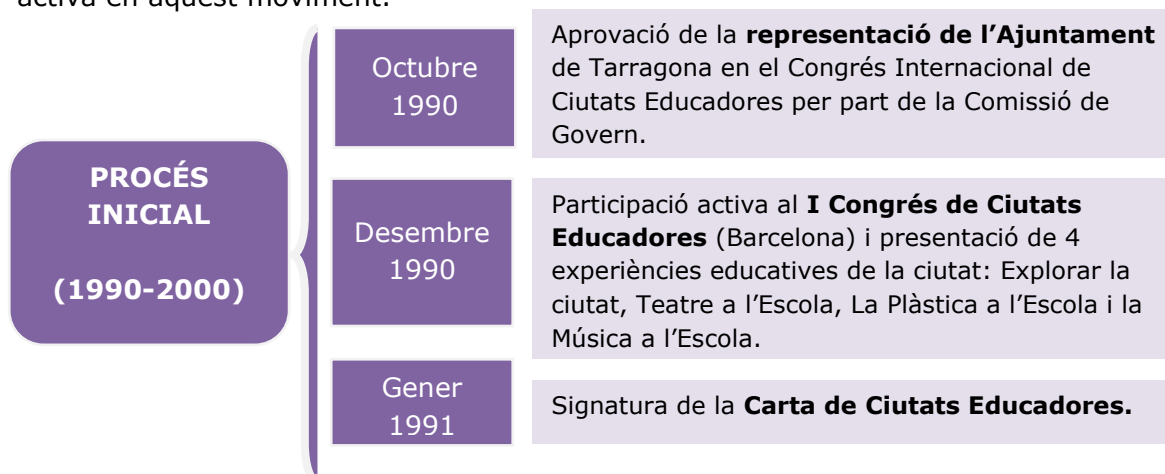 activa en aquest moviment.
PROCÉS
INICIAL
(1990-2000)
Octubre
1990
Aprovació de la representació de l’Ajuntament
de Tarragona en el Congrés Internacional de
Ciutats Educadores per part de la Comissió de
Govern.
Desembre
1990
Participació activa al I Congrés de Ciutats
Educadores (Barcelona) i presentació de 4
experiències educatives de la ciutat: Explorar la
ciutat, Teatre a l’Escola, La Plàstica a l’Escola i la
Música a l’Escola.
Gener
1991
Signatura de la Carta de Ciutats Educadores.